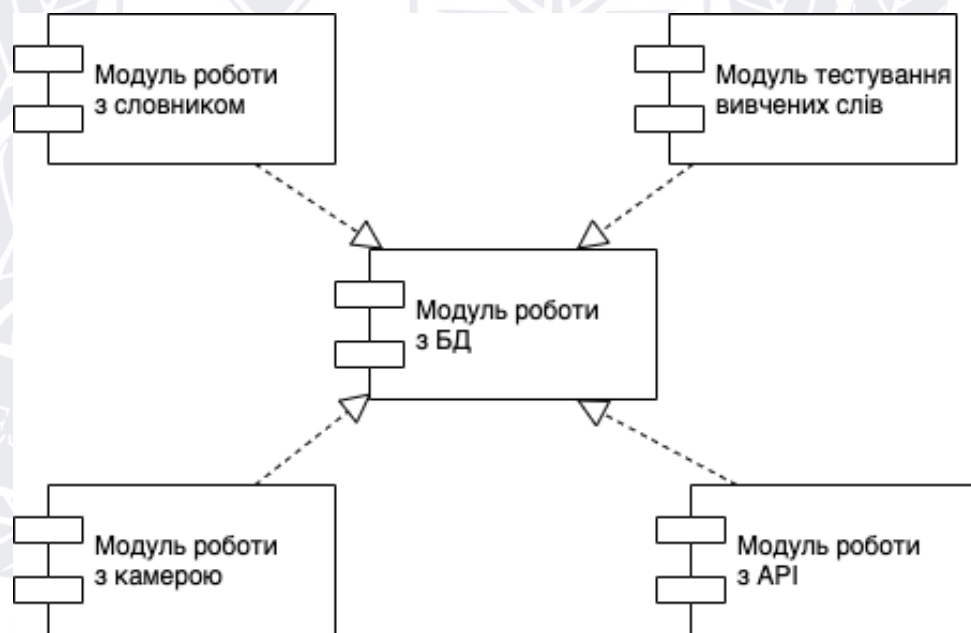 Модуль роботи
з словником
Модуль тестування
вивчених слів
Модуль роботи
з БД
Модуль роботи
з камерою
Модуль роботи
з API